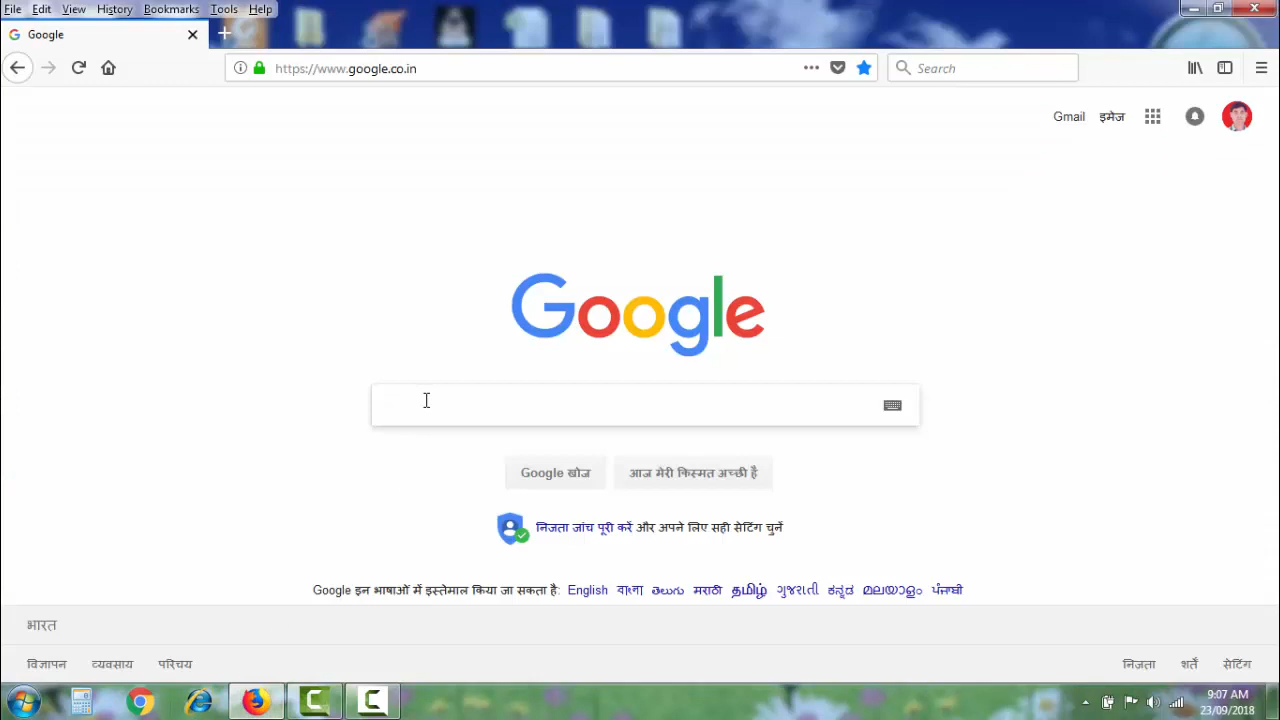 File Edit View History Bookmarks Tools Help
Google
https://www.google.co.in
Search
Gmail इमेज
Google
Google खोज आज मेरी किस्मत अच्छी है
निजता जांच पूरी करें और अपने लिए सही सेटिंग चुनें
Google इन भाषाओं में इस्तेमाल किया जा सकता है: English বাংলা తెలుగు मराठी தமிழ் ગુજરાતી ಕನ್ನಡ മലയാളം ਪੰਜਾਬੀ
भारत
विज्ञापन व्यवसाय परिचय निजता शर्तें सेटिंग
9:07 AM
23/09/2018